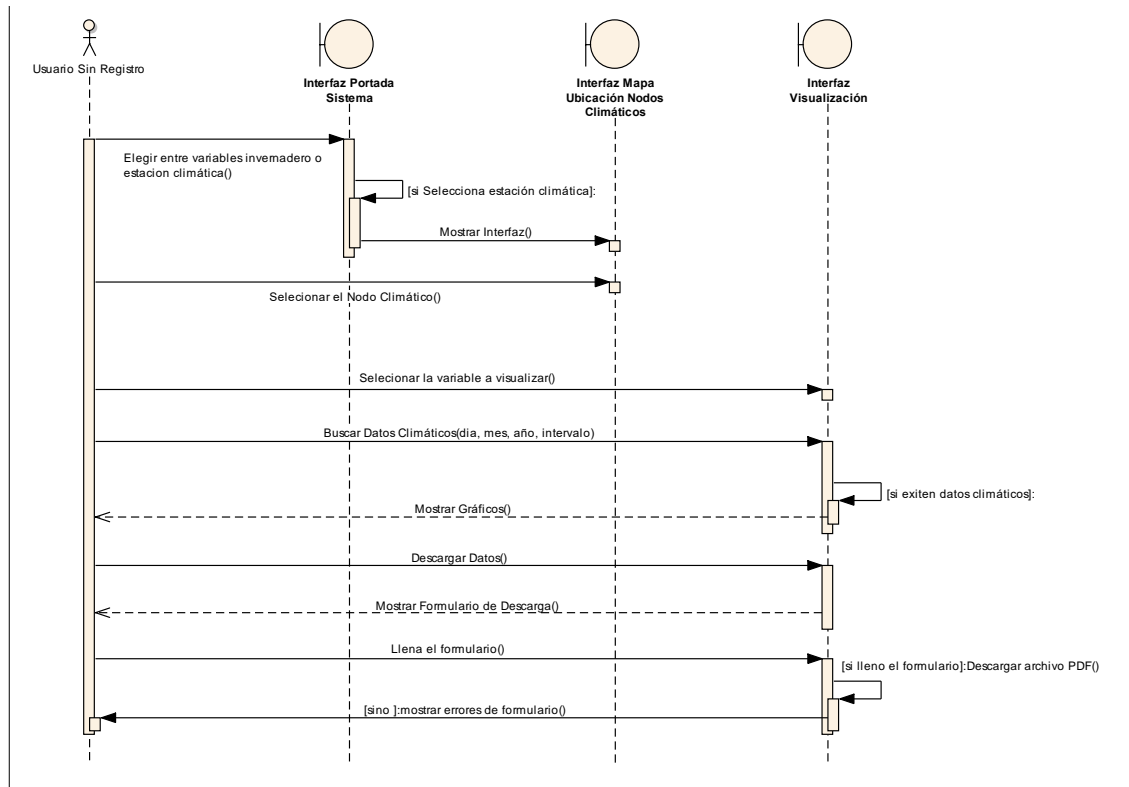 Usuario Sin Registro
Interfaz Portada
Sistema
Interfaz Mapa
Ubicación Nodos
Climáticos
Interfaz
Visualización
Elegir entre variables invernadero o
estacion climática()
[si Selecciona estación climática]:
Mostrar Interfaz()
Selecionar el Nodo Climático()
Selecionar la variable a visualizar()
Buscar Datos Climáticos(dia, mes, año, intervalo)
[si exiten datos climáticos]:
Mostrar Gráficos()
Descargar Datos()
Mostrar Formulario de Descarga()
Llena el formulario()
[si lleno el formulario]:Descargar archivo PDF()
[sino ]:mostrar errores de formulario()